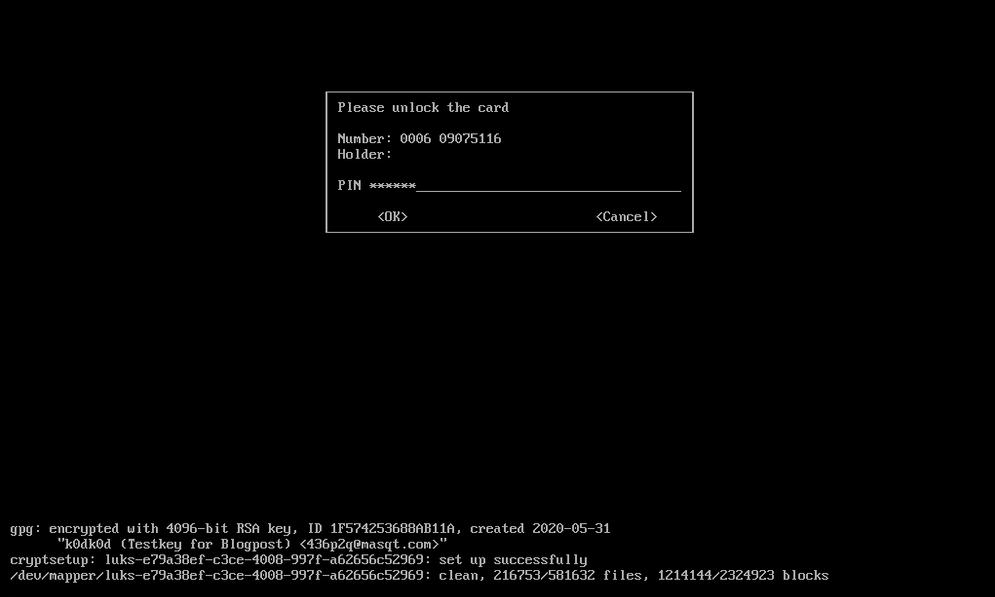 Please unlock the card
Number: 0006 09075116
Holder:
PIN ******
<OK> <Cancel>
gpg: encrypted with 4096-bit RSA key, ID 1F574253688AB11A, created 2020-05-31
"k0dk0d (Testkey for Blogpost) <436p2q@masqt.com>"
cryptsetup: luks-e79a38ef-c3ce-4008-997f-a62656c52969: set up successfully
/dev/mapper/luks-e79a38ef-c3ce-4008-997f-a62656c52969: clean, 216753/581632 files, 1214144/2324923 blocks